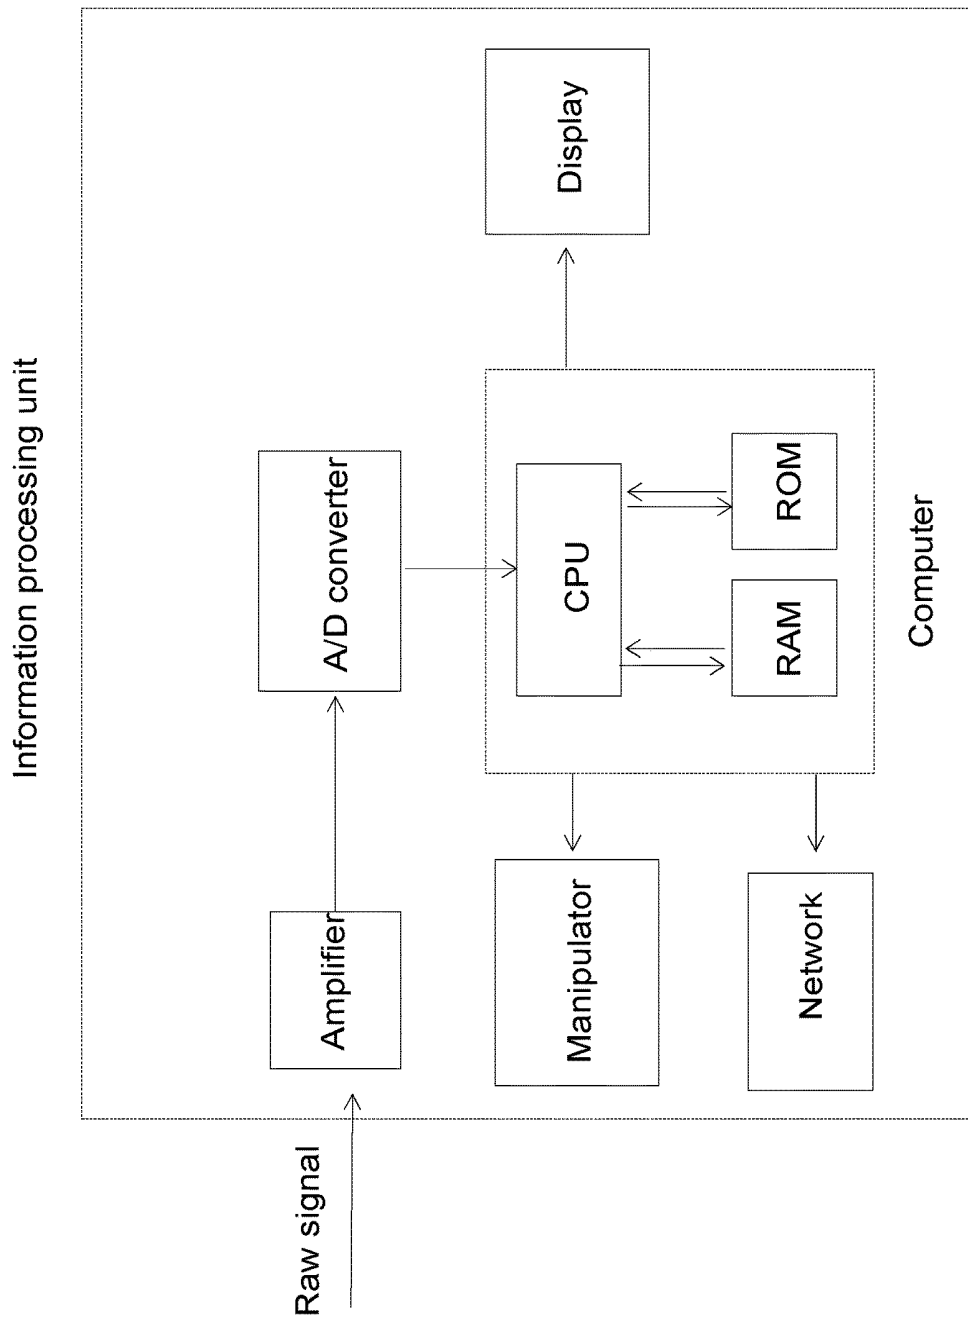 Information processing unit
Raw signal
Amplifier
A/D converter
Manipulator
CPU
Display
Network
RAM
ROM
Computer